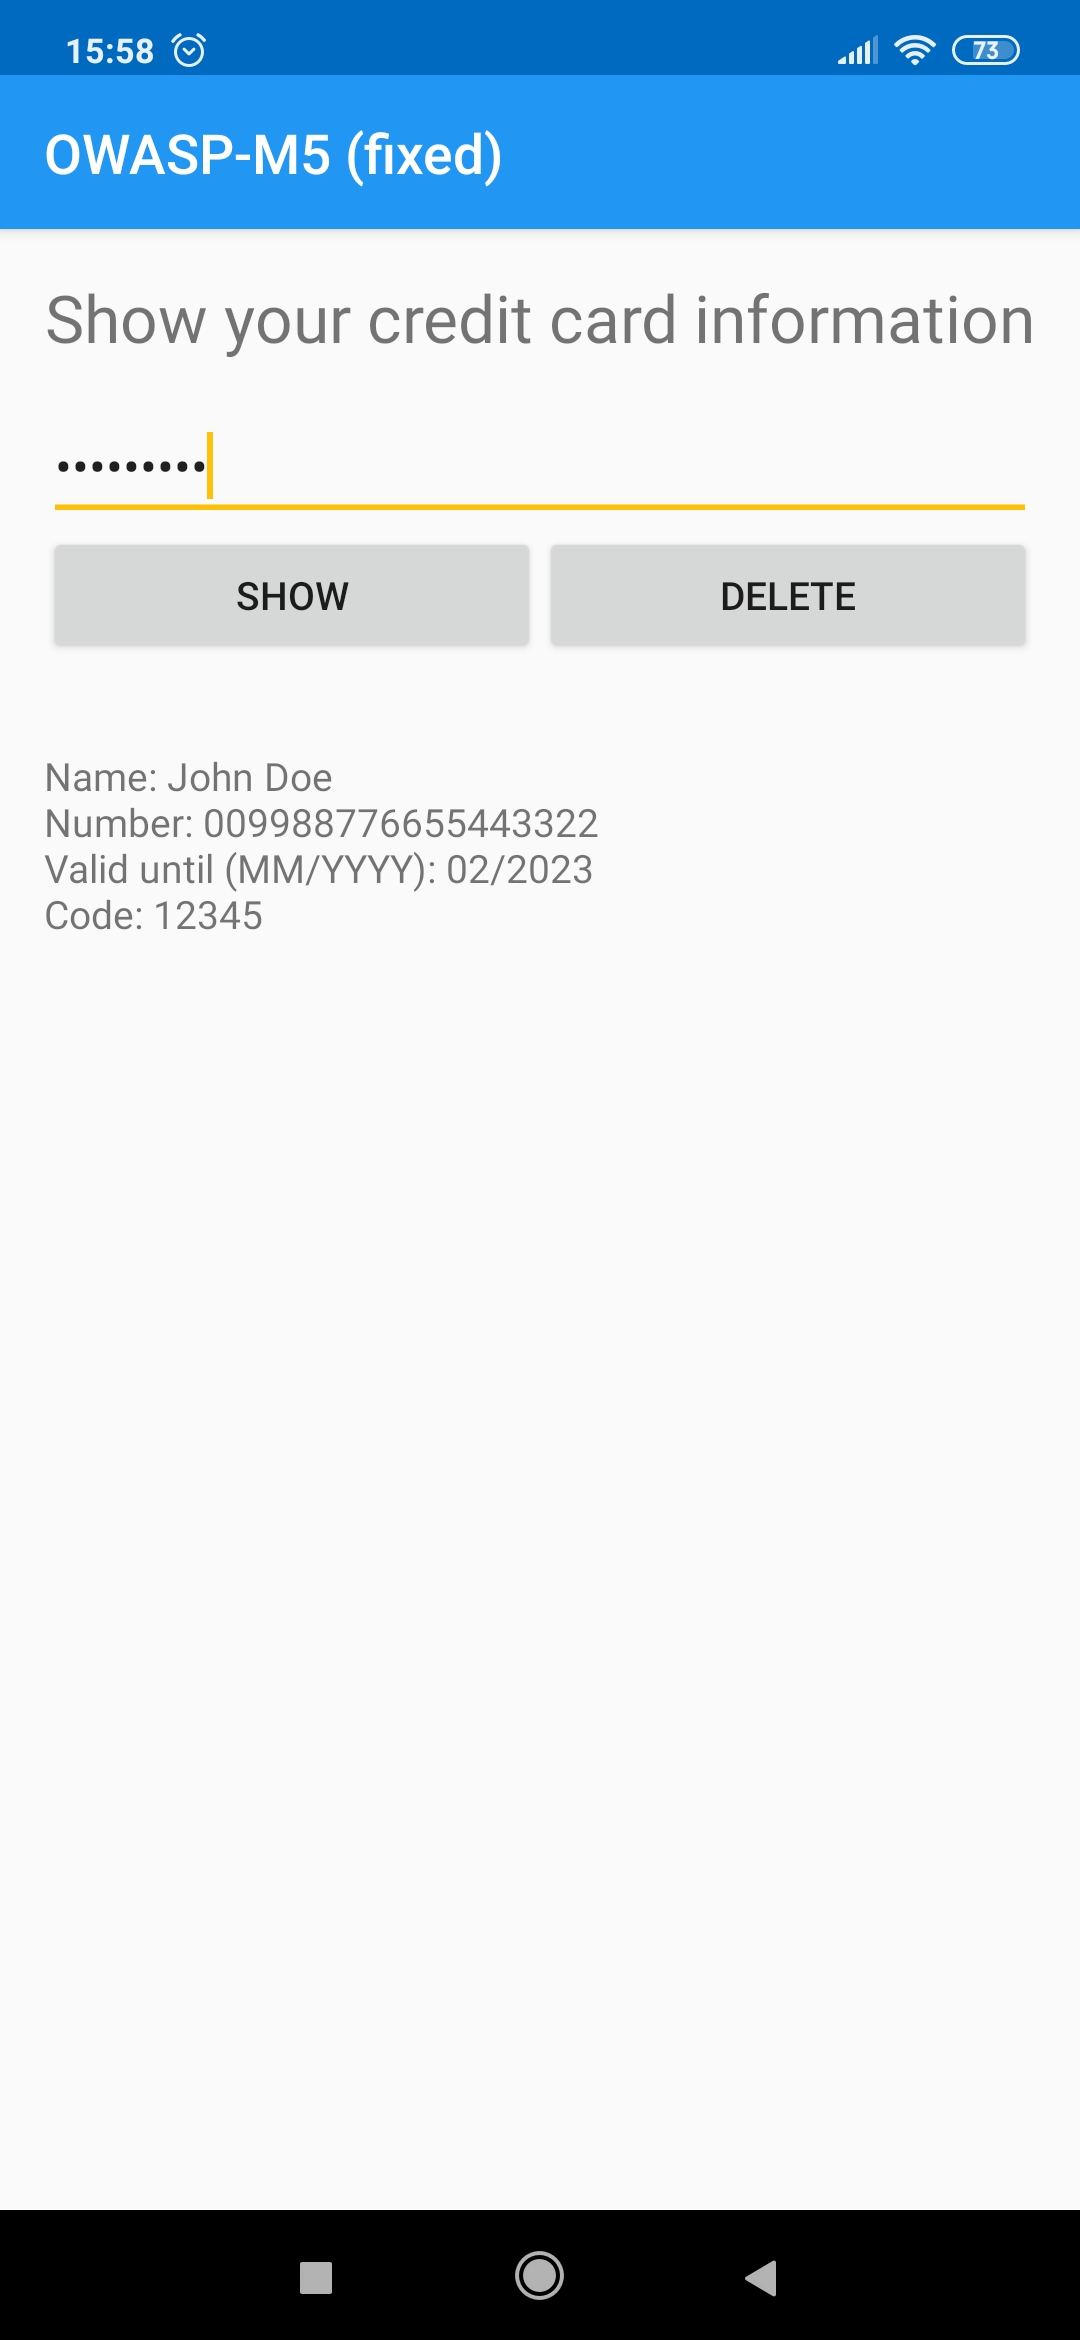 15:58
73
OWASP-M5 (fixed)
Show your credit card information
•••••••••
SHOW
DELETE
Name: John Doe
Number: 009988776655443322
Valid until (MM/YYYY): 02/2023
Code: 12345